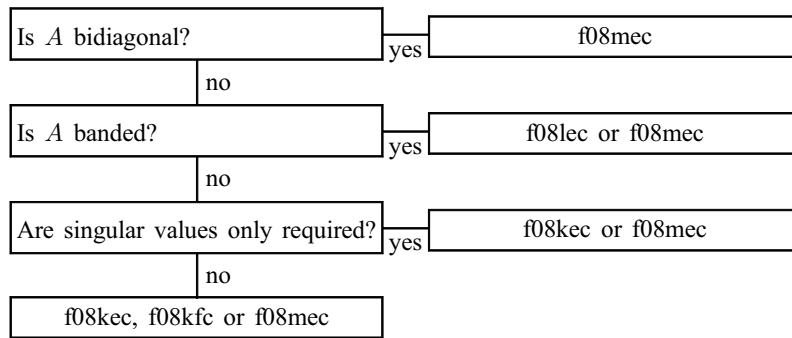 Is A bidiagonal?
yes
f08mec
no
Is A banded?
yes
f08lec or f08mec
no
Are singular values only required?
yes
f08kec or f08mec
no
f08kec, f08kfc or f08mec